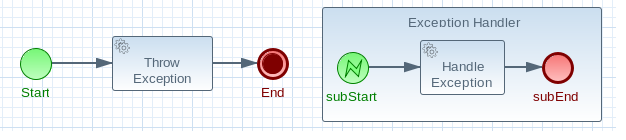 Throw
Exception
Start
End
Exception Handler
Handle
Exception
subStart
subEnd